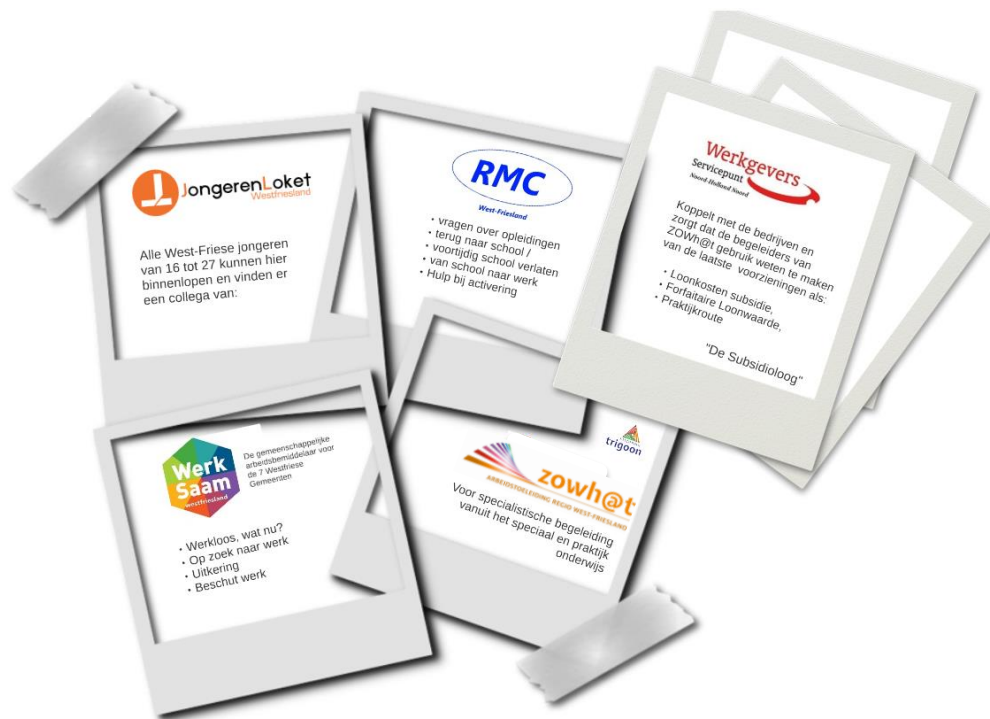 JongerenLoket
Westfriesland
Alle West-Friese jongeren
van 16 tot 27 kunnen hier
binnenlopen en vinden er
een collega van:
RMC
West-Friesland
• vragen over opleidingen
• terug naar school /
• voortijdig school verlaten
• van school naar werk
• Hulp bij activering
Werkgevers
Servicepunt
Noord-Holland Noord
Koppelt met de bedrijven en
zorgt dat de begeleiders van
ZOWh@t gebruik weten te maken
van de laatste voorzieningen als:
• Loonkosten subsidie,
• Forfaitaire Loonwaarde,
• Praktijkroute
"De Subsidioloog"
Werk
Saam
westfriesland
De gemeenschappelijke
arbeidsbemiddelaar voor
de 7 Westfriese
Gemeenten
• Werkloos, wat nu?
• Op zoek naar werk
• Uitkering
• Beschut werk
trigoon
zowh@t
ARBEIDSTOELEIDING REGIO WEST-FRIESLAND
Voor specialistische begeleiding
vanuit het speciaal en praktijk
onderwijs